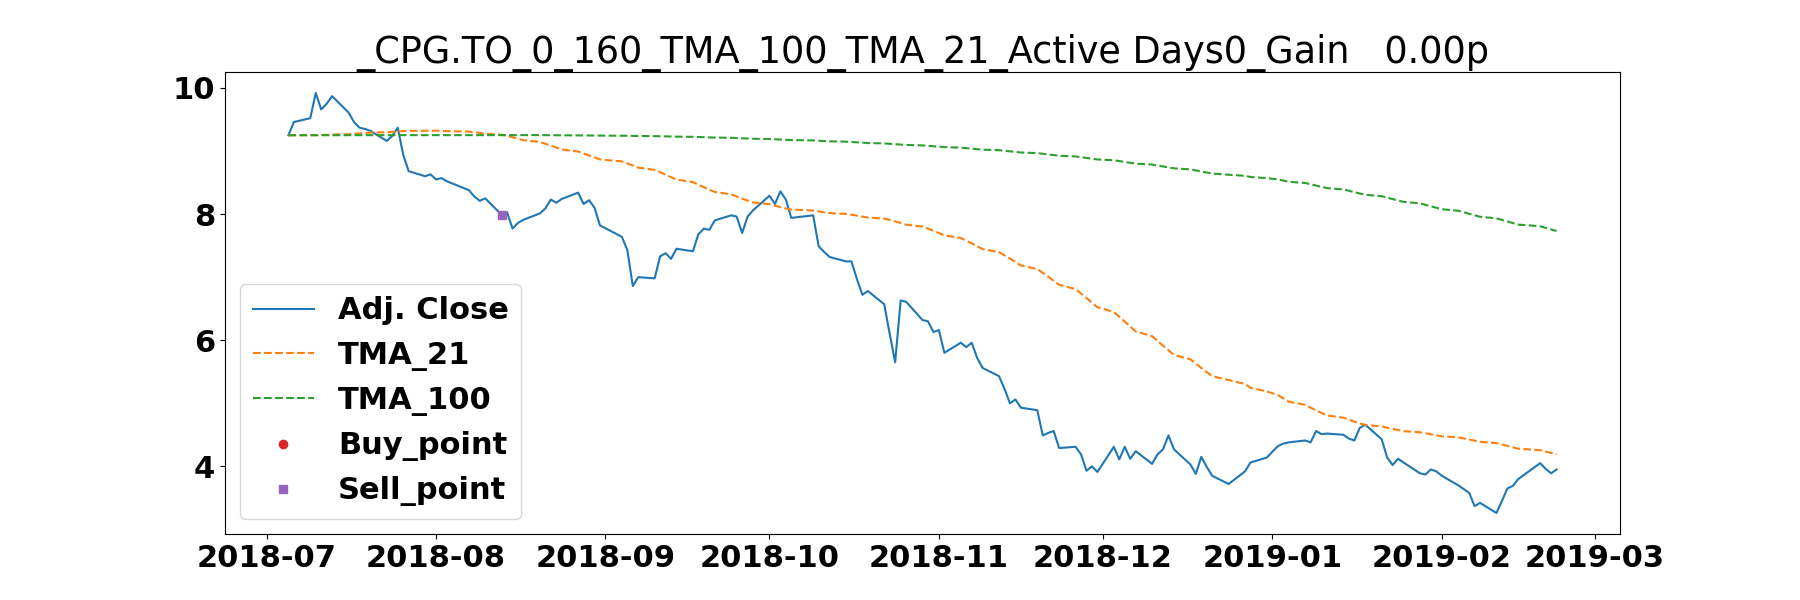 _CPG.TO_0_160_TMA_100_TMA_21_Active Days0_Gain   0.00p
10
8
6
4
Adj. Close
TMA_21
TMA_100
Buy_point
Sell_point
2018-07 2018-08 2018-09 2018-10 2018-11 2018-12 2019-01 2019-02 2019-03